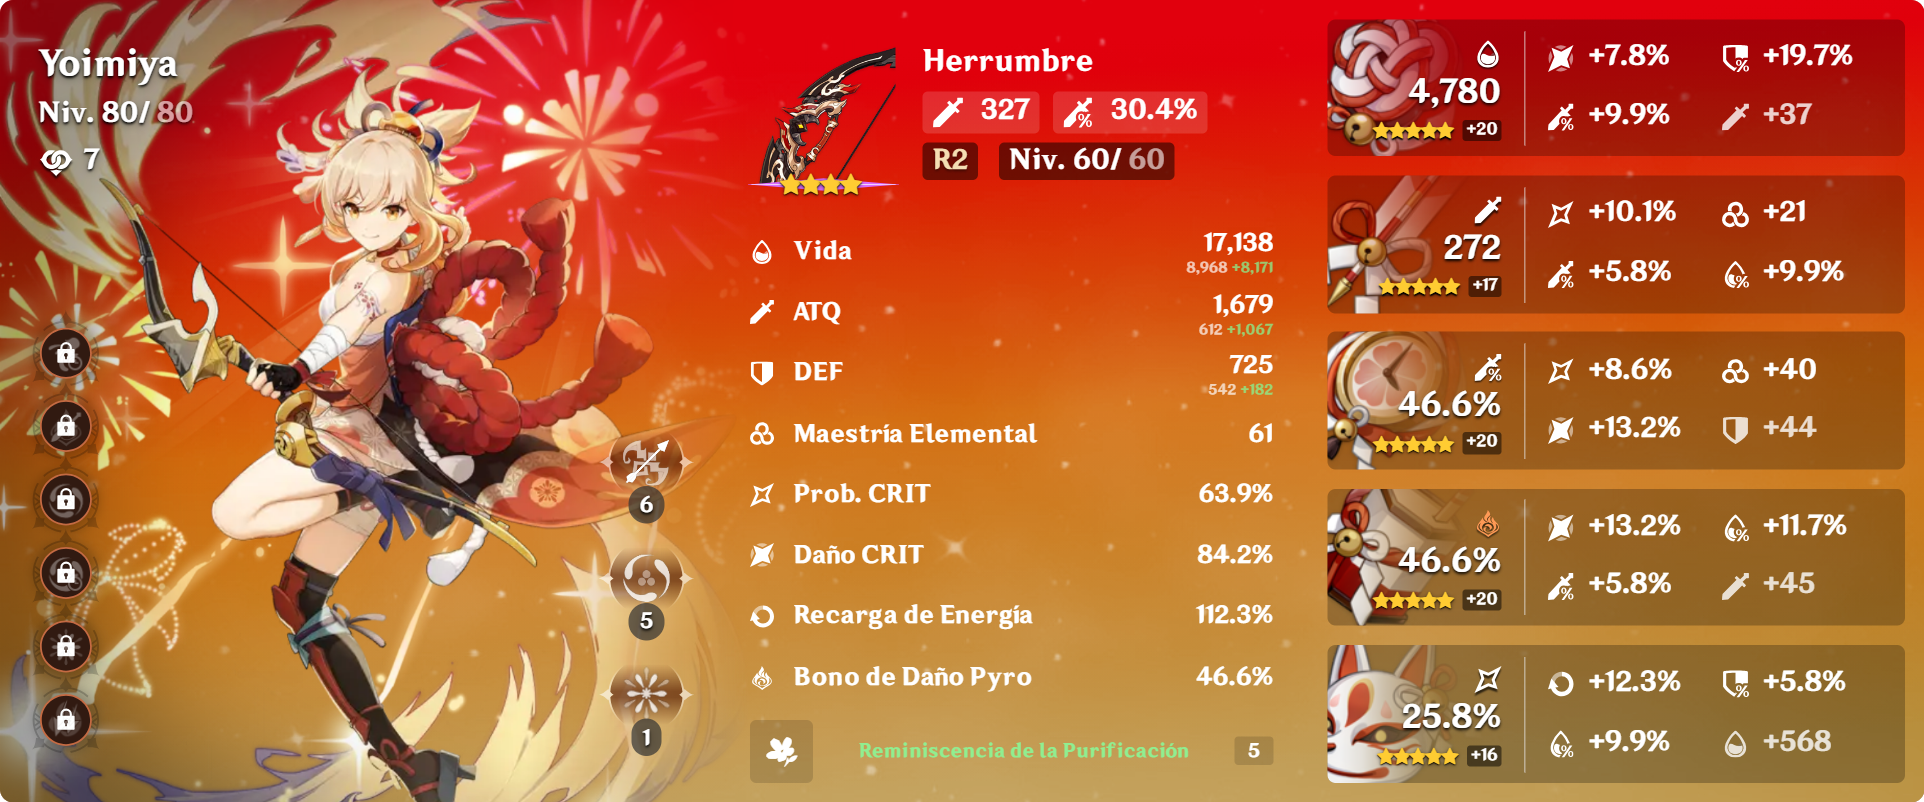 Yoimiya
Niv. 80/ 80
7
6
5
1
Herrumbre
327 30.4%
R2 Niv. 60/ 60
Vida 17,138
8,968 +8,171
ATQ 1,679
612 +1,067
DEF 725
542 +182
Maestría Elemental 61
Prob. CRIT 63.9%
Daño CRIT 84.2%
Recarga de Energía 112.3%
Bono de Daño Pyro 46.6%
Reminiscencia de la Purificación 5
4,780
+20
+7.8% +19.7%
+9.9% +37
272
+17
+10.1% +21
+5.8% +9.9%
46.6%
+20
+8.6% +40
+13.2% +44
46.6%
+20
+13.2% +11.7%
+5.8% +45
25.8%
+16
+12.3% +5.8%
+9.9% +568